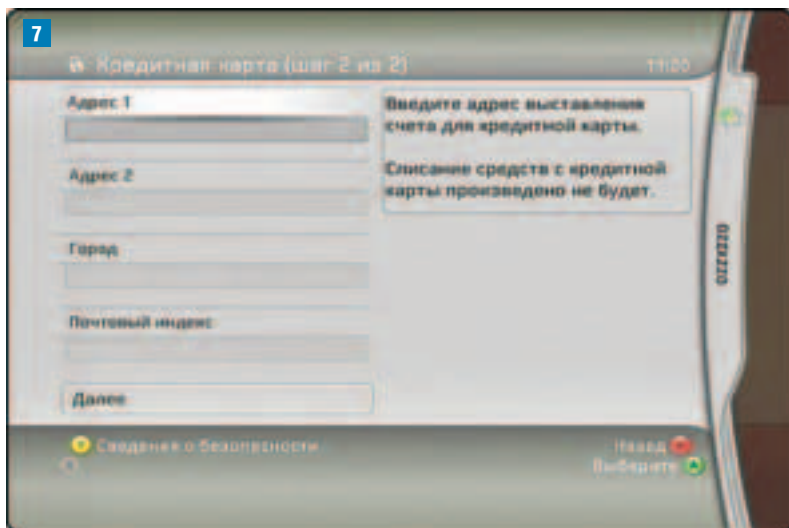 7
Кредитная карта (шаг 2 из 2)
11:20
Адрес 1
Введите адрес выставления
счета для кредитной карты.
Списание средств с кредитной
карты произведено не будет.
Адрес 2
Город
Почтовый индекс
Далее
Сведения о безопасности
Назад
Выберите